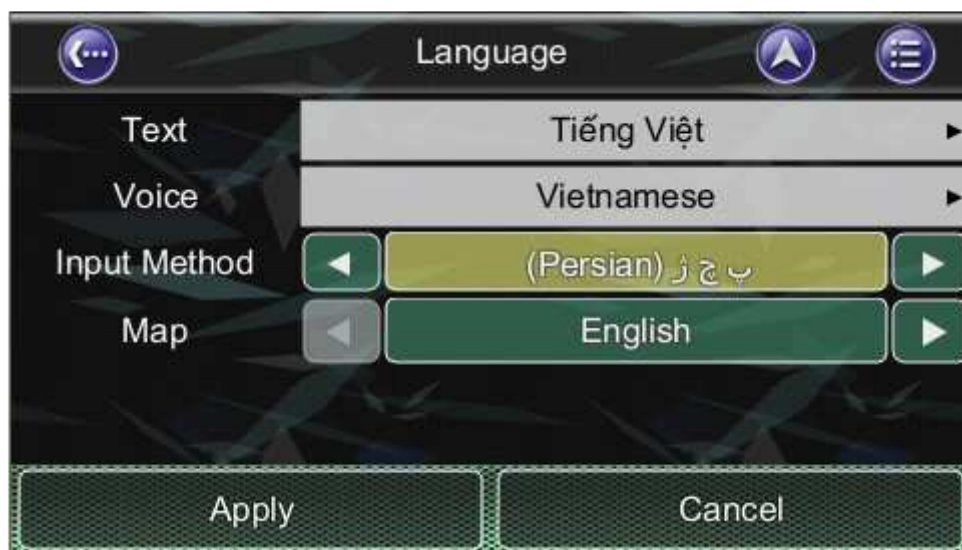 Language
Text Tiếng Việt
Voice Vietnamese
Input Method پ چ ژ (Persian)
Map English
Apply Cancel